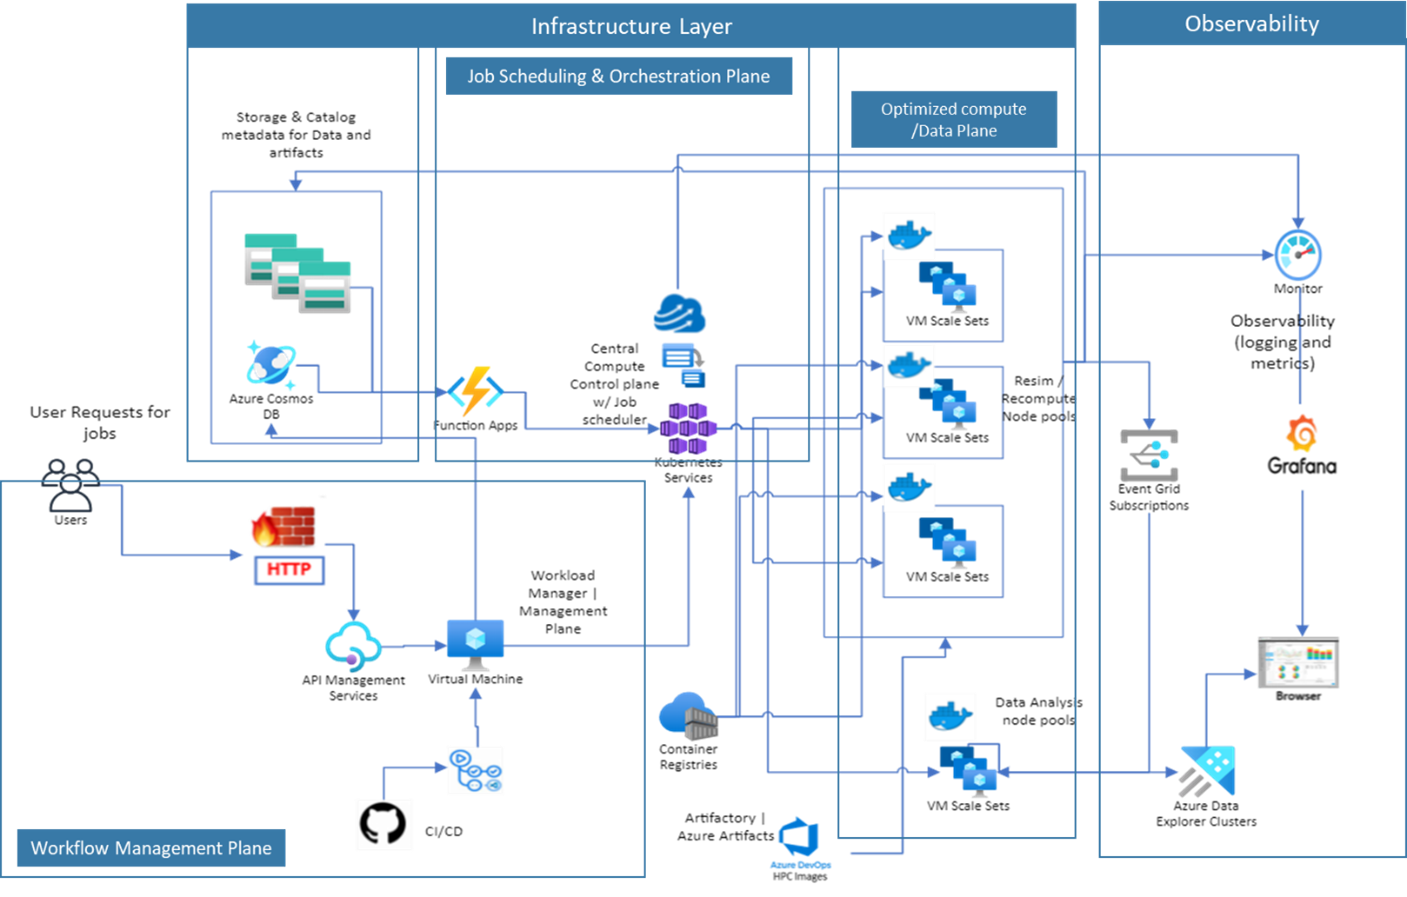 Infrastructure Layer
Observability
Job Scheduling & Orchestration Plane
Optimized compute
/Data Plane
Storage & Catalog
metadata for Data and
artifacts
Azure Cosmos
DB
Function Apps
Central
Compute
Control plane
w/ Job
scheduler
Kubernetes
Services
VM Scale Sets
VM Scale Sets
VM Scale Sets
Resim /
Recompute
Node pools
Monitor
Observability
(logging and
metrics)
Grafana
Event Grid
Subscriptions
User Requests for
jobs
Users
HTTP
API Management
Services
Virtual Machine
Workload
Manager |
Management
Plane
CI/CD
Workflow Management Plane
Container
Registries
Artifactory |
Azure Artifacts
Azure DevOps
HPC Images
Data Analysis
node pools
VM Scale Sets
Browser
Azure Data
Explorer Clusters